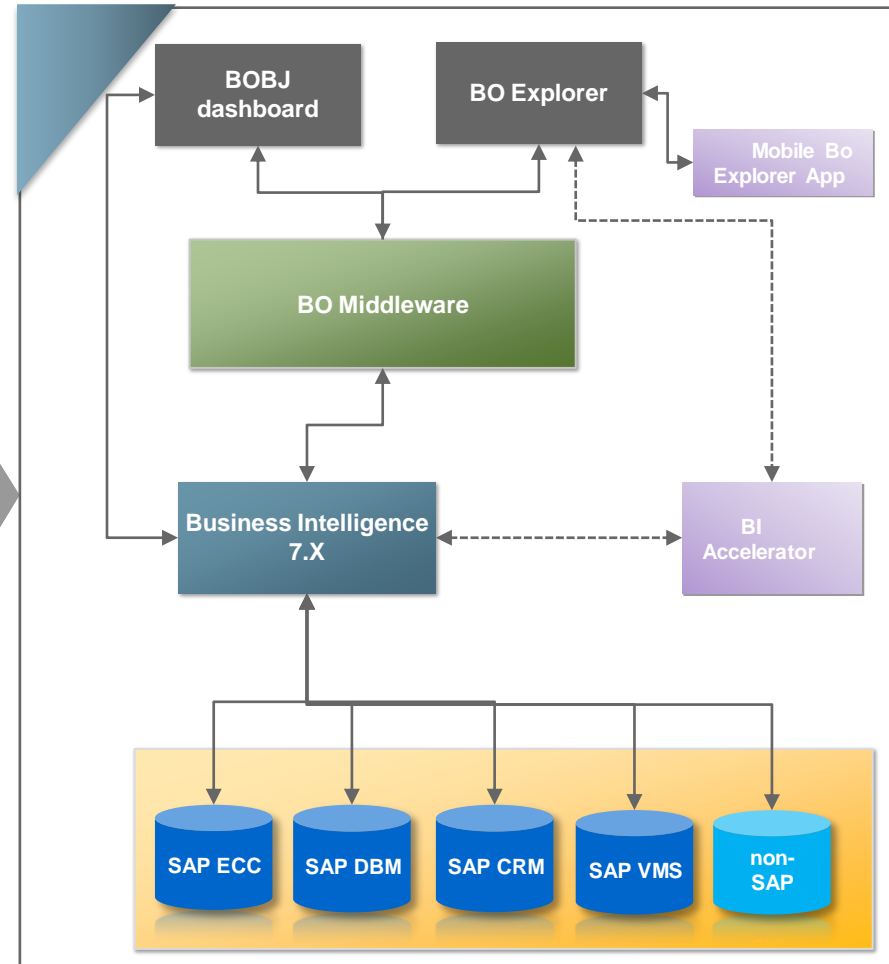 BOBJ
dashboard
BO Explorer
Mobile Bo
Explorer App
BO Middleware
Business Intelligence
7.X
BI
Accelerator
SAP ECC
SAP DBM
SAP CRM
SAP VMS
non-
SAP